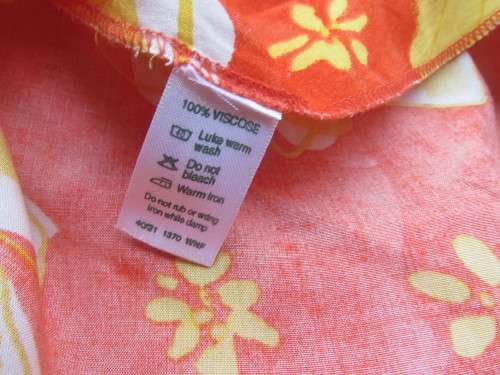 100% VISCOSE
Luke warm
wash
Do not
bleach
Warm iron
Do not rub or wring
iron while damp
40/21 1370 WNF